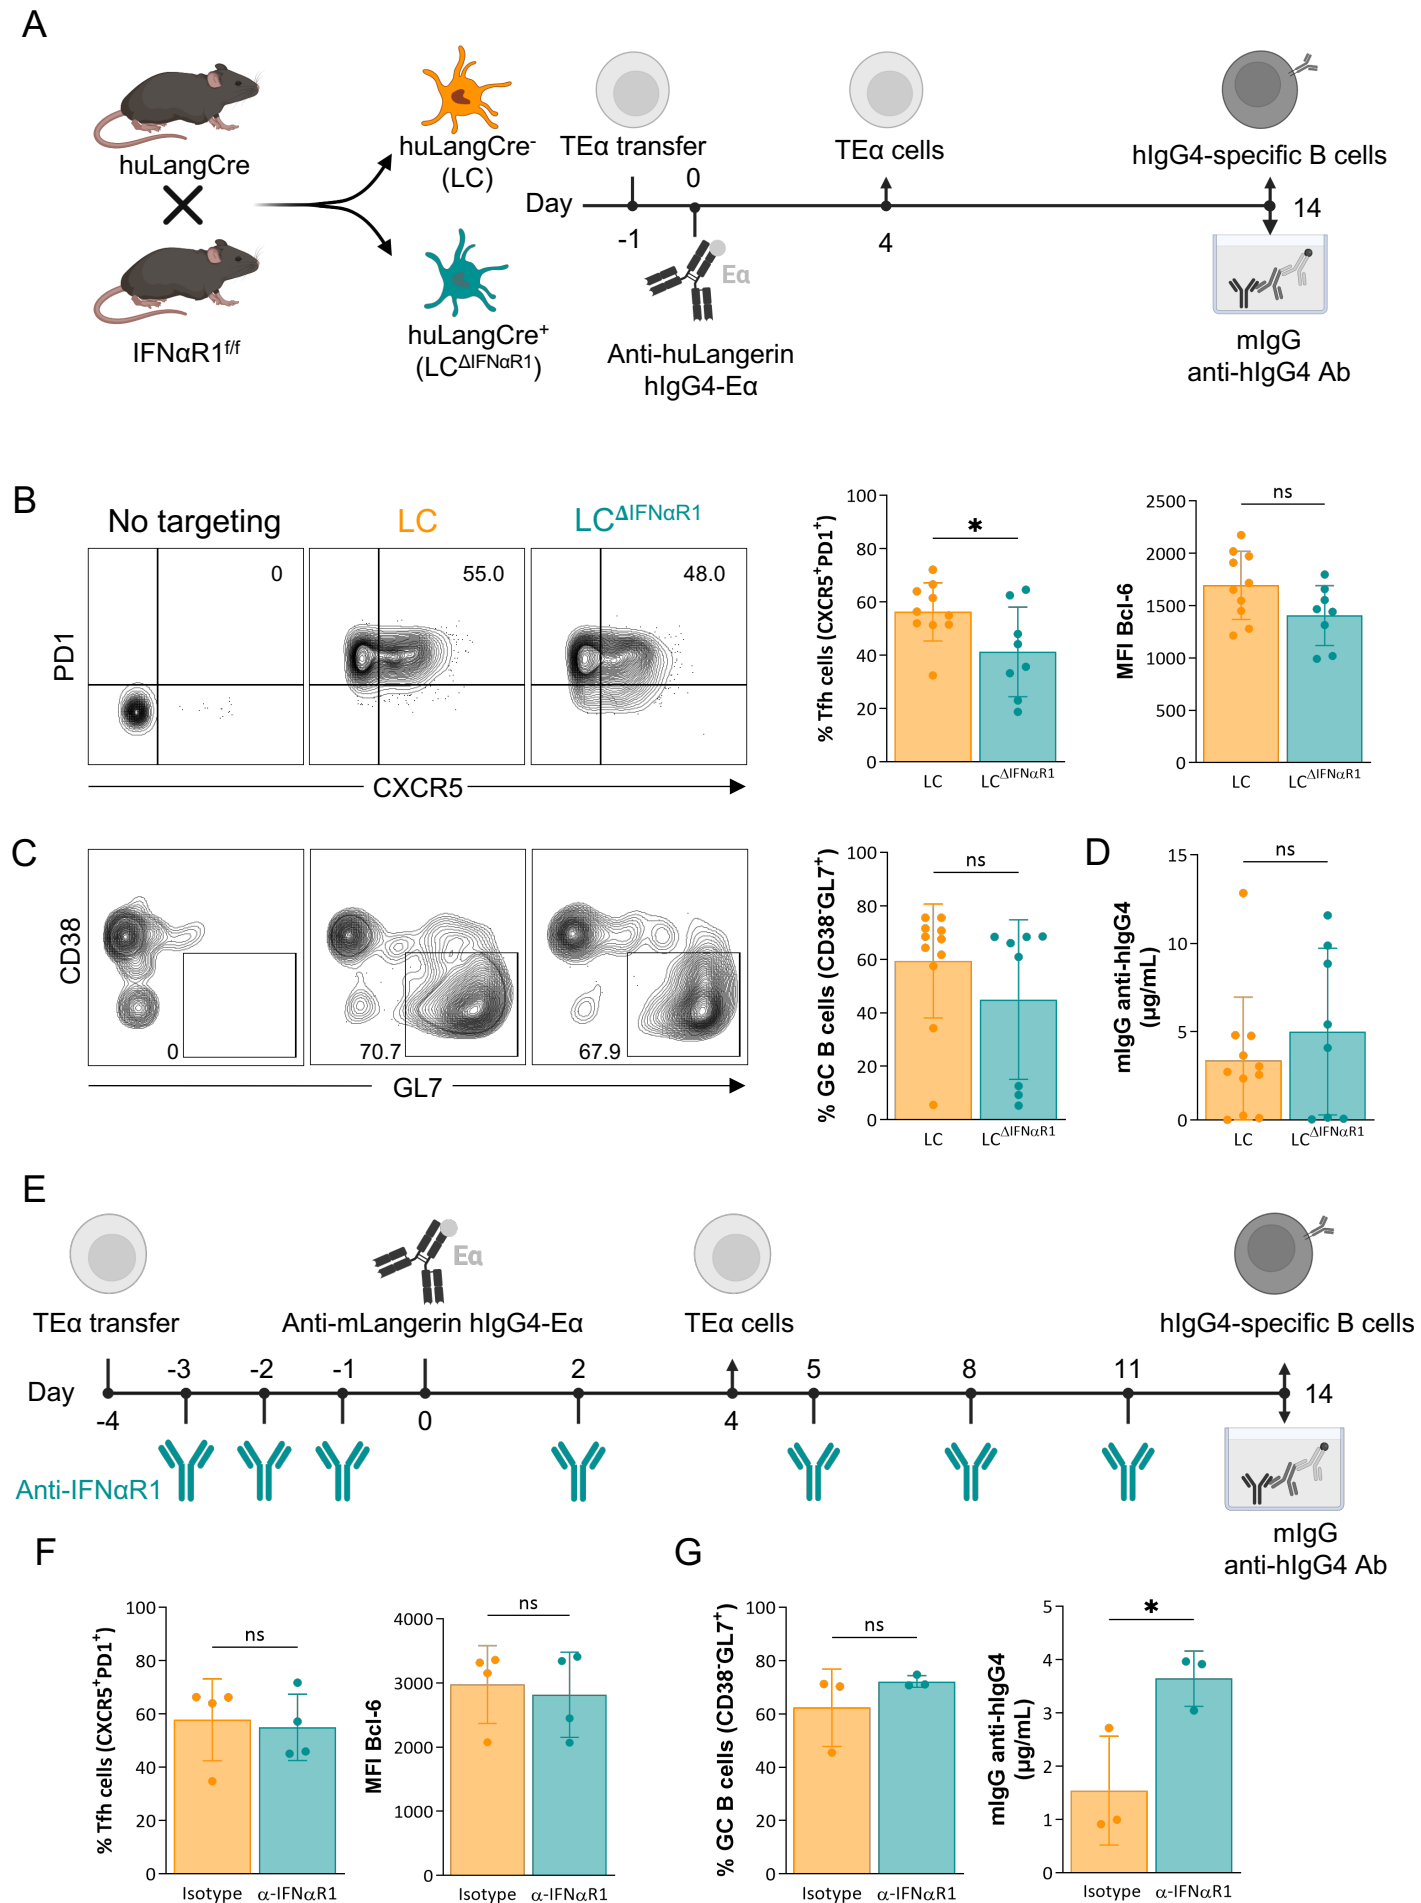 A
huLangCre
IFNαR1f/f
huLangCre-
(LC)
huLangCre+
(LCΔIFNαR1)
TEα transfer
TEα cells
hIgG4-specific B cells
Day
-1
0
4
14
Eα
Anti-huLangerin
hIgG4-Eα
mIgG
anti-hIgG4 Ab
B
No targeting
LC
LCΔIFNαR1
0
55.0
48.0
PD1
CXCR5
% Tfh cells (CXCR5+PD1+)
100
80
60
40
20
0
*
LC
LCΔIFNαR1
MFI Bcl-6
2500
2000
1500
1000
500
0
ns
LC
LCΔIFNαR1
C
CD38
0
70.7
67.9
GL7
% GC B cells (CD38-GL7+)
100
80
60
40
20
0
ns
LC
LCΔIFNαR1
D
mIgG anti-hIgG4
(µg/mL)
15
10
5
0
ns
LC
LCΔIFNαR1
E
TEα transfer
Eα
Anti-mLangerin hIgG4-Eα
TEα cells
hIgG4-specific B cells
Day
-4
-3
-2
-1
0
2
4
5
8
11
14
Anti-IFNαR1
mIgG
anti-hIgG4 Ab
F
% Tfh cells (CXCR5+PD1+)
100
80
60
40
20
0
ns
Isotype
α-IFNαR1
MFI Bcl-6
4000
3000
2000
1000
0
ns
Isotype
α-IFNαR1
G
% GC B cells (CD38-GL7+)
100
80
60
40
20
0
ns
Isotype
α-IFNαR1
mIgG anti-hIgG4
(µg/mL)
5
4
3
2
1
0
*
Isotype
α-IFNαR1